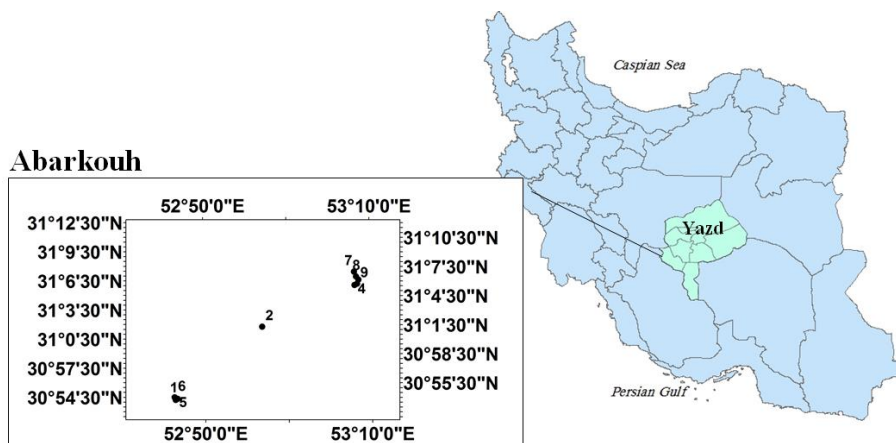 Caspian Sea
Abarkouh
Yazd
52°50'0"E 53°10'0"E
31°12'30"N
31°9'30"N
31°6'30"N
31°3'30"N
31°0'30"N
30°57'30"N
30°54'30"N
31°10'30"N
31°7'30"N
31°4'30"N
31°1'30"N
30°58'30"N
30°55'30"N
7 8 9
4
2
16
5
52°50'0"E 53°10'0"E
Persian Gulf